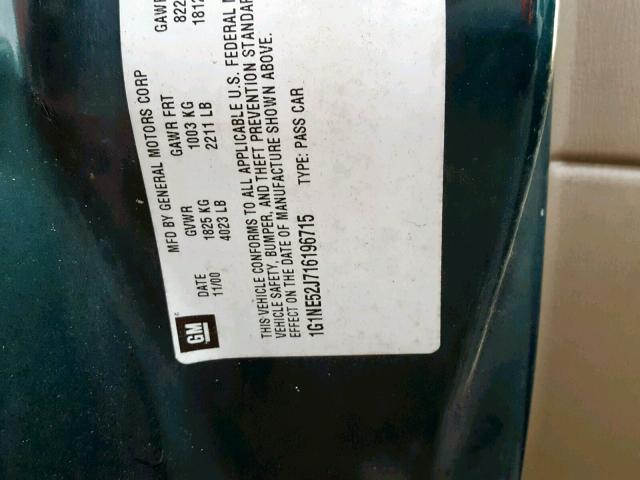 MFD BY GENERAL MOTORS CORP
DATE GVWR GAWR FRT GAWR
11/00 1825 KG 1003 KG 822
4023 LB 2211 LB 1812
THIS VEHICLE CONFORMS TO ALL APPLICABLE U.S. FEDERAL
VEHICLE SAFETY, BUMPER, AND THEFT PREVENTION STANDAR
EFFECT ON THE DATE OF MANUFACTURE SHOWN ABOVE.
1G1NE52J716196715 TYPE: PASS CAR
GM